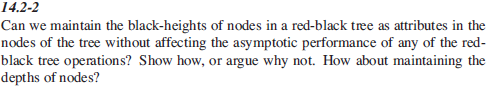 14.2-2
Can we maintain the black-heights of nodes in a red-black tree as attributes in the
nodes of the tree without affecting the asymptotic performance of any of the red-
black tree operations? Show how, or argue why not. How about maintaining the
depths of nodes?